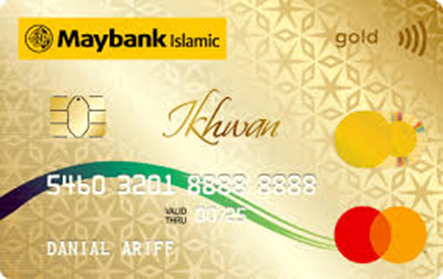 Maybank Islamic
gold
Ikhwan
5460 3201 8888 8888
VALID THRU 00/25
DANIAL ARIFF